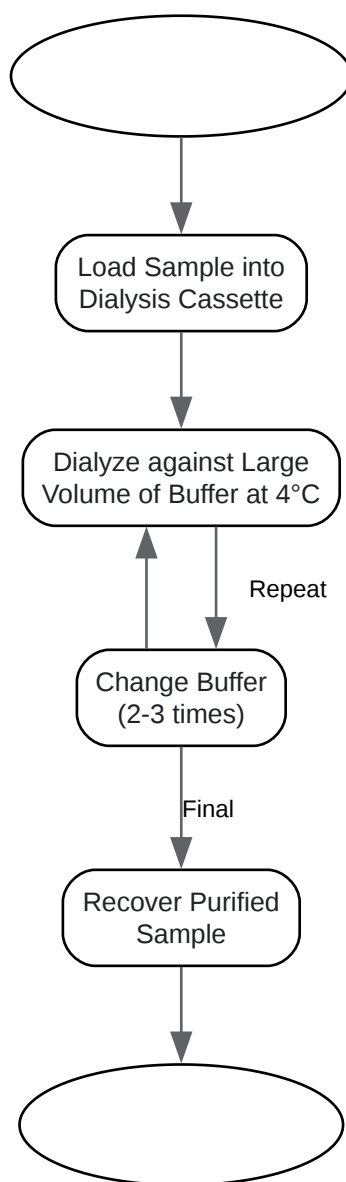 Load Sample into
Dialysis Cassette
Dialyze against Large
Volume of Buffer at 4°C
Repeat
Change Buffer
(2-3 times)
Final
Recover Purified
Sample